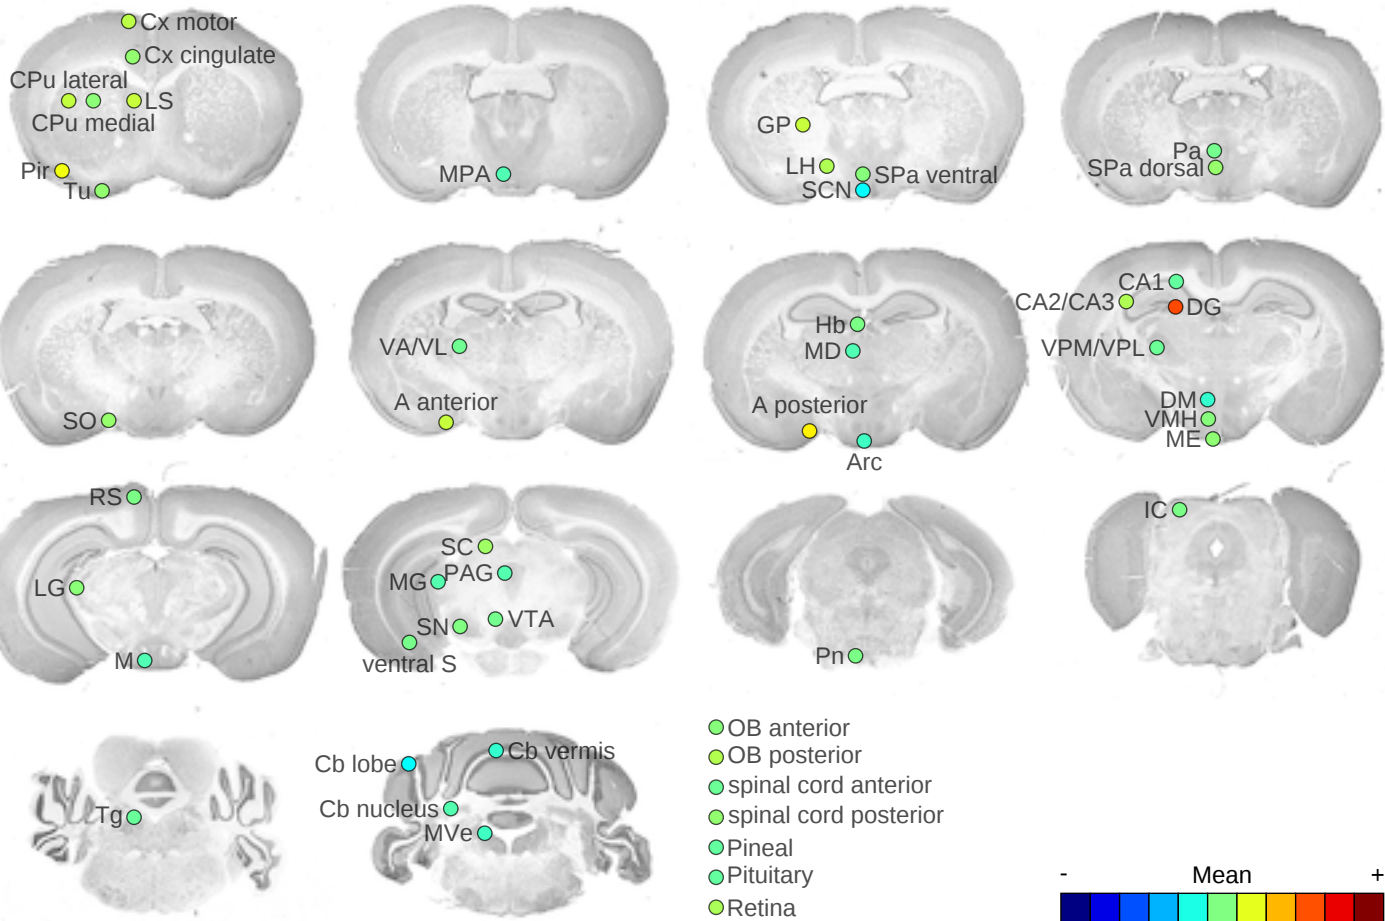 Cx motor
Cx cingulate
CPu lateral
LS
CPu medial
Pir
Tu
MPA
GP
LH
SPa ventral
SCN
Pa
SPa dorsal
SO
VA/VL
A anterior
Hb
MD
A posterior
Arc
CA1
CA2/CA3
DG
VPM/VPL
DM
VMH
ME
RS
LG
M
SC
MG
PAG
SN
VTA
ventral S
Pn
IC
Tg
Cb lobe
Cb vermis
Cb nucleus
MVe
OB anterior
OB posterior
spinal cord anterior
spinal cord posterior
Pineal
Pituitary
Retina
- Mean +